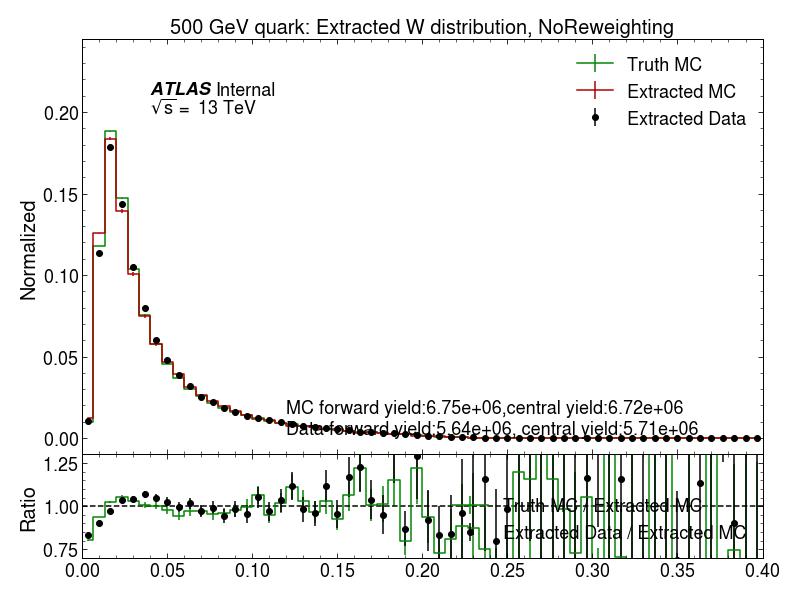 500 GeV quark: Extracted W distribution, NoReweighting
ATLAS Internal
√s = 13 TeV
Truth MC
Extracted MC
Extracted Data
Normalized
0.20
0.15
0.10
0.05
0.00
MC forward yield:6.75e+06,central yield:6.72e+06
Data forward yield:5.64e+06, central yield:5.71e+06
Ratio
1.25
1.00
0.75
Truth MC / Extracted MC
Extracted Data / Extracted MC
0.00 0.05 0.10 0.15 0.20 0.25 0.30 0.35 0.40